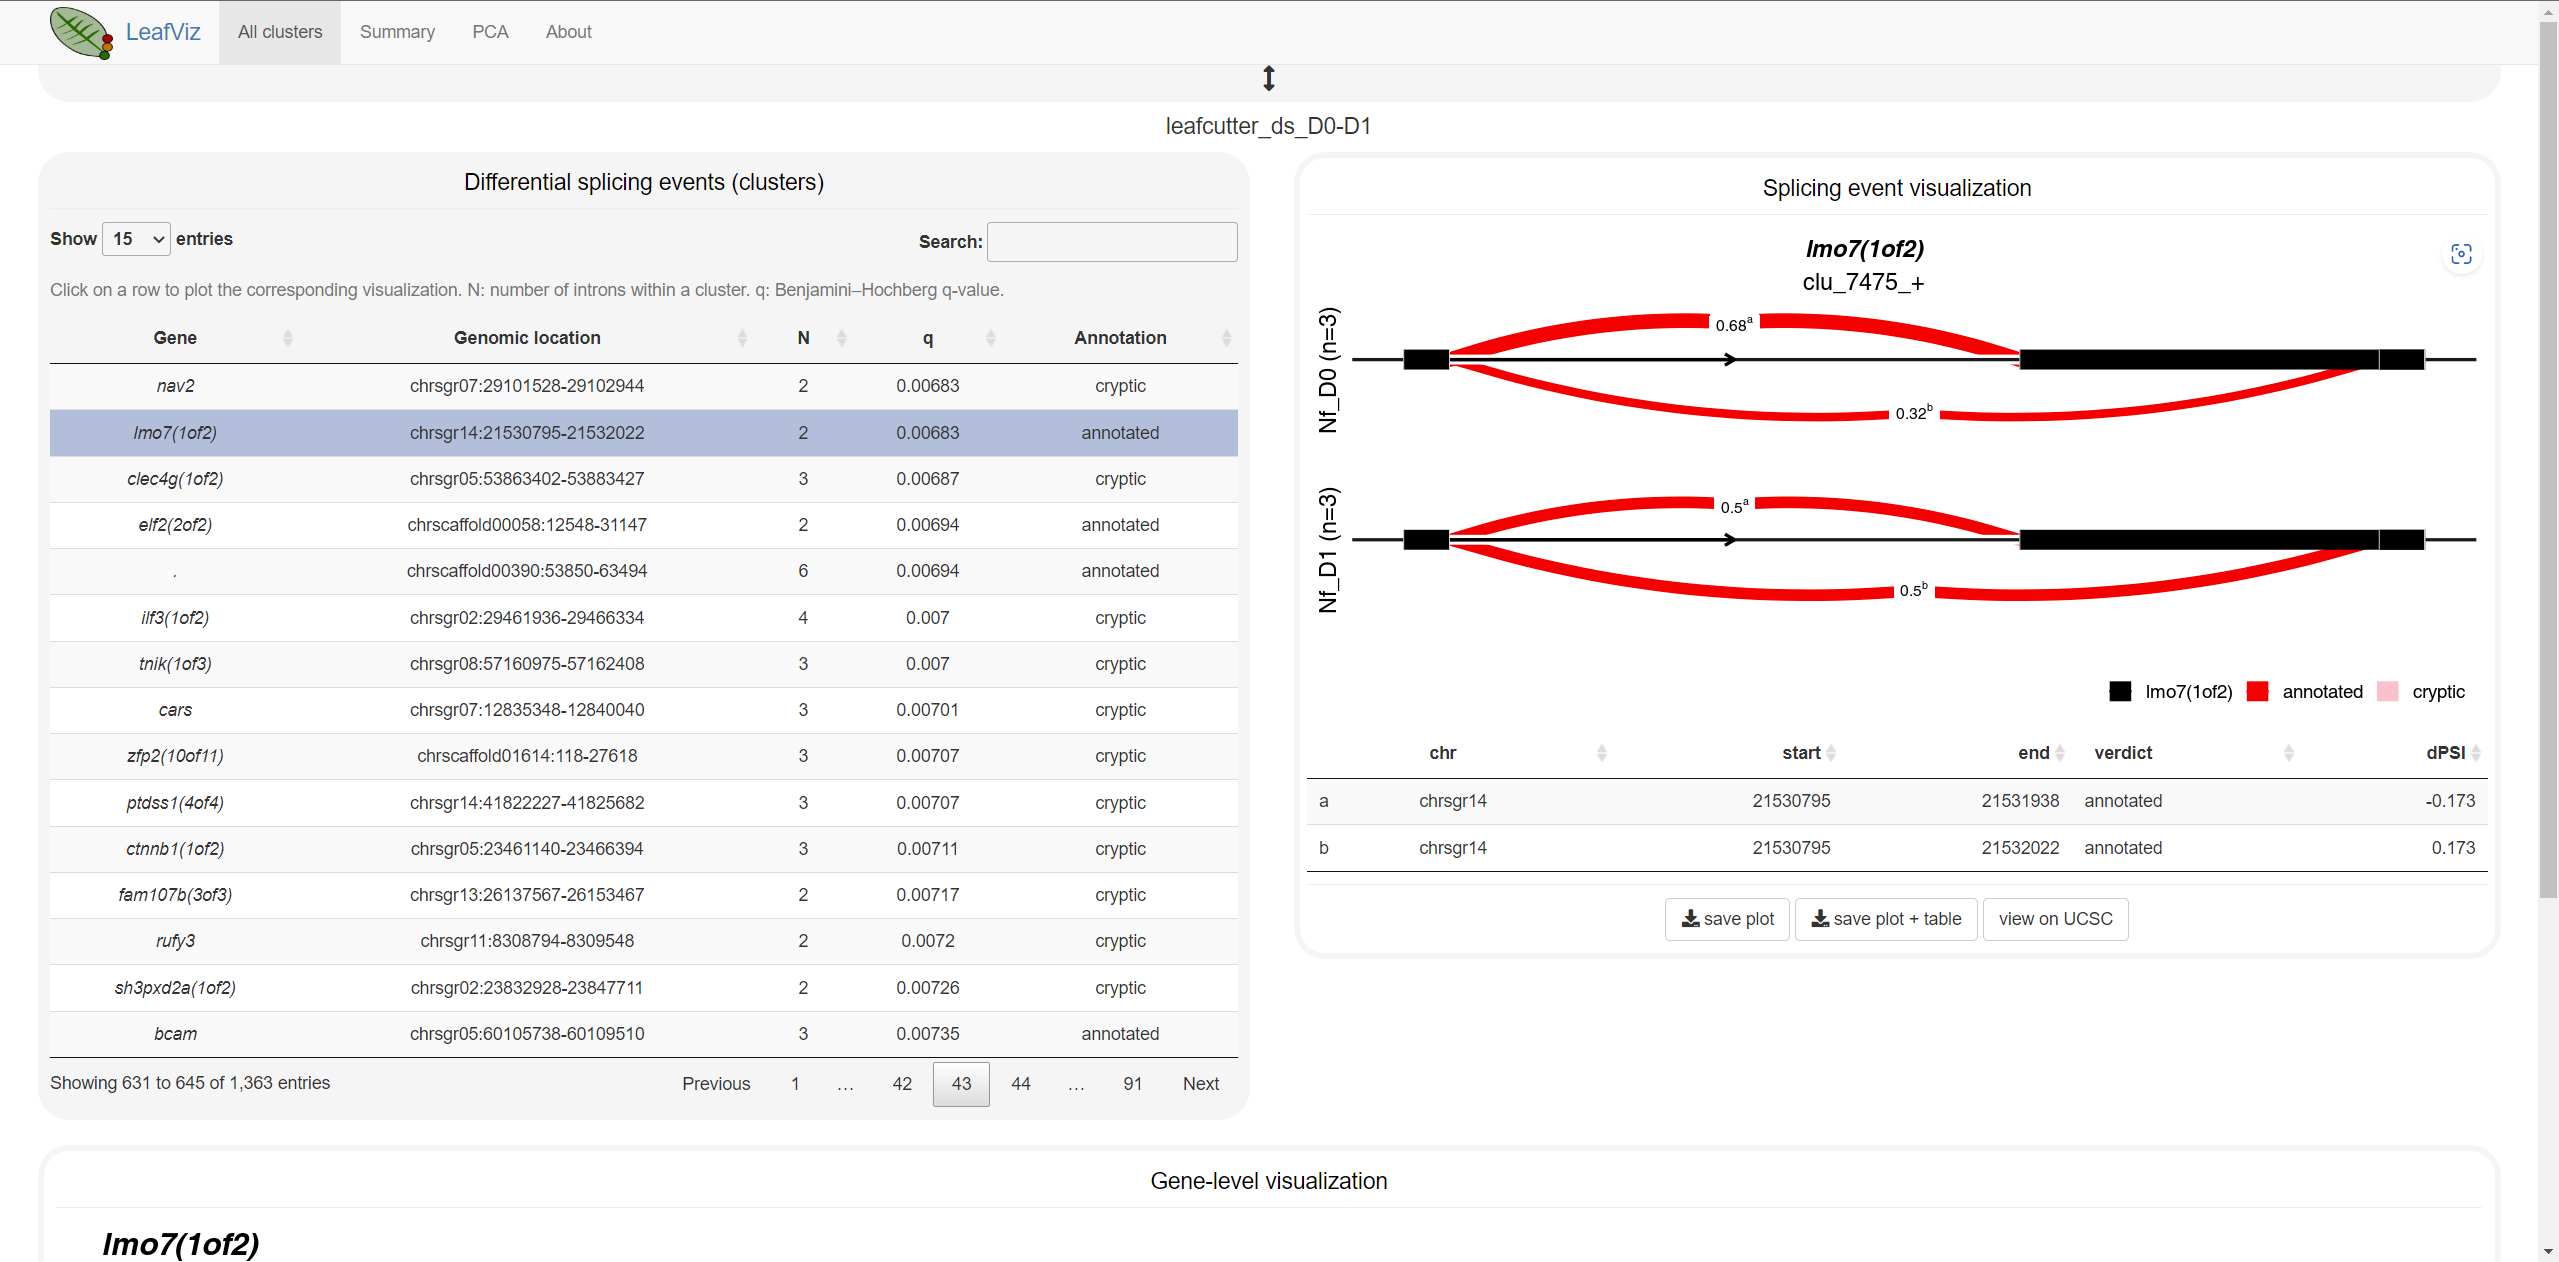 LeafViz All clusters Summary PCA About
leafcutter_ds_D0-D1
Differential splicing events (clusters)
Show 15 entries Search:
Click on a row to plot the corresponding visualization. N: number of introns within a cluster. q: Benjamini–Hochberg q-value.
Gene Genomic location N q Annotation
nav2 chrsgr07:29101528-29102944 2 0.00683 cryptic
lmo7(1of2) chrsgr14:21530795-21532022 2 0.00683 annotated
clec4g(1of2) chrsgr05:53863402-53883427 3 0.00687 cryptic
elf2(2of2) chrscaffold00058:12548-31147 2 0.00694 annotated
. chrscaffold00390:53850-63494 6 0.00694 annotated
ilf3(1of2) chrsgr02:29461936-29466334 4 0.007 cryptic
tnik(1of3) chrsgr08:57160975-57162408 3 0.007 cryptic
cars chrsgr07:12835348-12840040 3 0.00701 cryptic
zfp2(10of11) chrscaffold01614:118-27618 3 0.00707 cryptic
ptdss1(4of4) chrsgr14:41822227-41825682 3 0.00707 cryptic
ctnnb1(1of2) chrsgr05:23461140-23466394 3 0.00711 cryptic
fam107b(3of3) chrsgr13:26137567-26153467 2 0.00717 cryptic
rufy3 chrsgr11:8308794-8309548 2 0.0072 cryptic
sh3pxd2a(1of2) chrsgr02:23832928-23847711 2 0.00726 cryptic
bcam chrsgr05:60105738-60109510 3 0.00735 annotated
Showing 631 to 645 of 1,363 entries Previous 1 … 42 43 44 … 91 Next
Splicing event visualization
lmo7(1of2)
clu_7475_+
Nf_D0 (n=3)
0.68a
0.32b
Nf_D1 (n=3)
0.5a
0.5b
lmo7(1of2) annotated cryptic
chr start end verdict dPSI
a chrsgr14 21530795 21531938 annotated -0.173
b chrsgr14 21530795 21532022 annotated 0.173
save plot save plot + table view on UCSC
Gene-level visualization
lmo7(1of2)